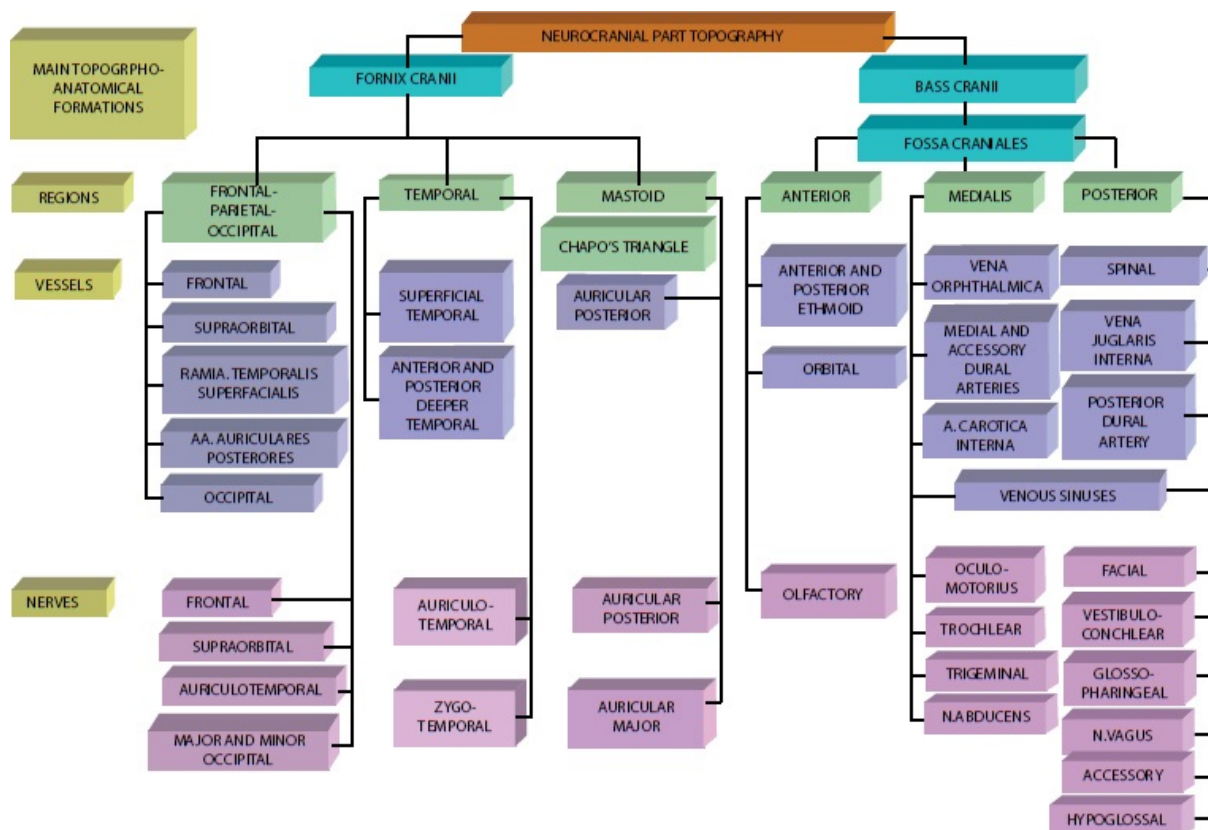 NEUROCRANIAL PART TOPOGRAPHY
MAIN TOPOGRPHO-
ANATOMICAL
FORMATIONS
FORNIX CRANII
BASS CRANII
FOSSA CRANIALES
REGIONS
FRONTAL-
PARIETAL-
OCCIPITAL
TEMPORAL
MASTOID
CHAPO'S TRIANGLE
ANTERIOR
MEDIALIS
POSTERIOR
VESSELS
FRONTAL
SUPRAORBITAL
RAMIA. TEMPORALIS
SUPERFACIALIS
AA. AURICULARES
POSTERORES
OCCIPITAL
SUPERFICIAL
TEMPORAL
ANTERIOR AND
POSTERIOR
DEEPER
TEMPORAL
AURICULAR
POSTERIOR
ANTERIOR AND
POSTERIOR
ETHMOID
ORBITAL
VENA
ORPHTHALMICA
MEDIAL AND
ACCESSORY
DURAL
ARTERIES
A. CAROTICA
INTERNA
SPINAL
VENA
JUGLARIS
INTERNA
POSTERIOR
DURAL
ARTERY
VENOUS SINUSES
NERVES
FRONTAL
SUPRAORBITAL
AURICULOTEMPORAL
MAJOR AND MINOR
OCCIPITAL
AURICULO-
TEMPORAL
ZYGO-
TEMPORAL
AURICULAR
POSTERIOR
AURICULAR
MAJOR
OLFACTORY
OCULO-
MOTORIUS
TROCHLEAR
TRIGEMINAL
N.ABDUCENS
FACIAL
VESTIBULO-
CONCHLEAR
GLOSSO-
PHARINGEAL
N.VAGUS
ACCESSORY
HYPOGLOSSAL